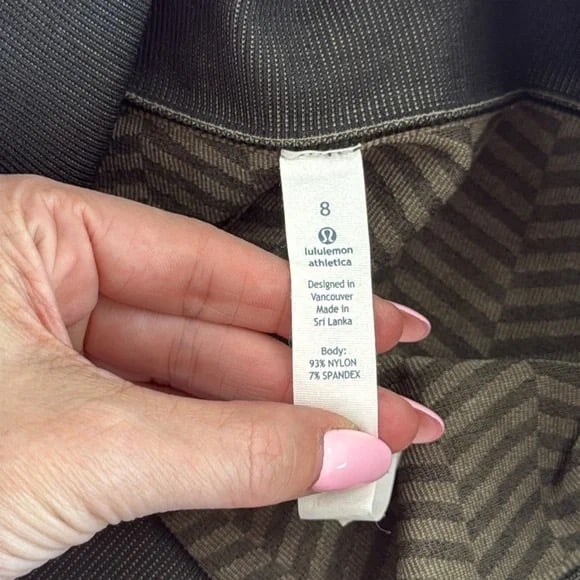 8
lululemon
athletica
Designed in
Vancouver
Made in
Sri Lanka
Body:
93% NYLON
7% SPANDEX